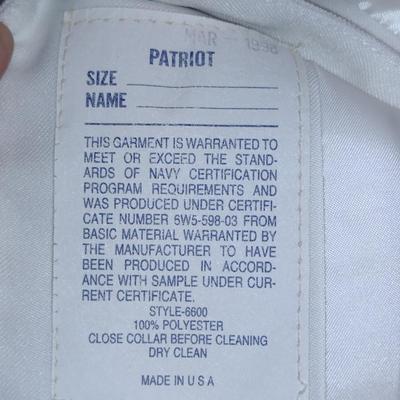 MAR - 1998
PATRIOT
SIZE
NAME
THIS GARMENT IS WARRANTED TO
MEET OR EXCEED THE STAND-
ARDS OF NAVY CERTIFICATION
PROGRAM REQUIREMENTS AND
WAS PRODUCED UNDER CERTIFI-
CATE NUMBER 6W5-598-03 FROM
BASIC MATERIAL WARRANTED BY
THE MANUFACTURER TO HAVE
BEEN PRODUCED IN ACCORD-
ANCE WITH SAMPLE UNDER CUR-
RENT CERTIFICATE.
STYLE-6600
100% POLYESTER
CLOSE COLLAR BEFORE CLEANING
DRY CLEAN
MADE IN U S A